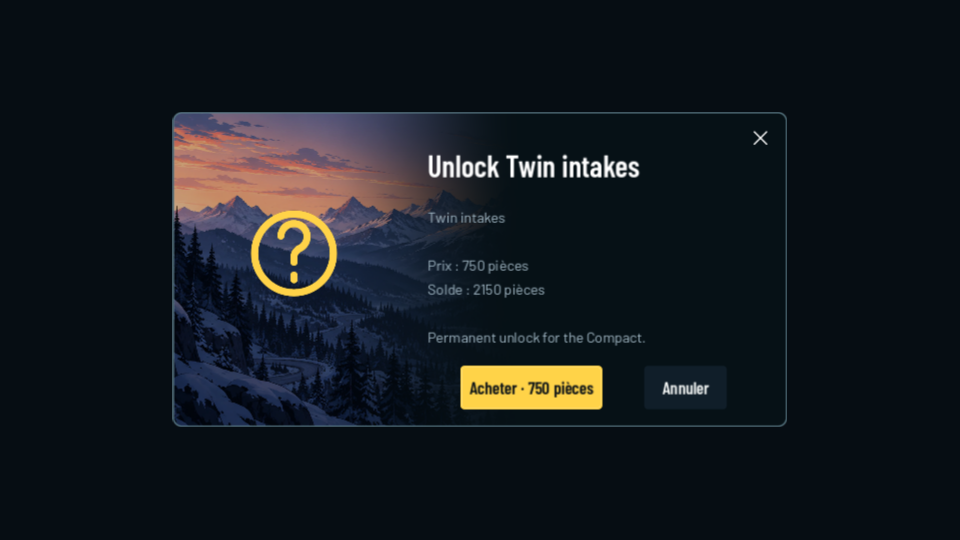 Unlock Twin intakes
Twin intakes
Prix : 750 pièces
Solde : 2150 pièces
Permanent unlock for the Compact.
Acheter · 750 pièces
Annuler